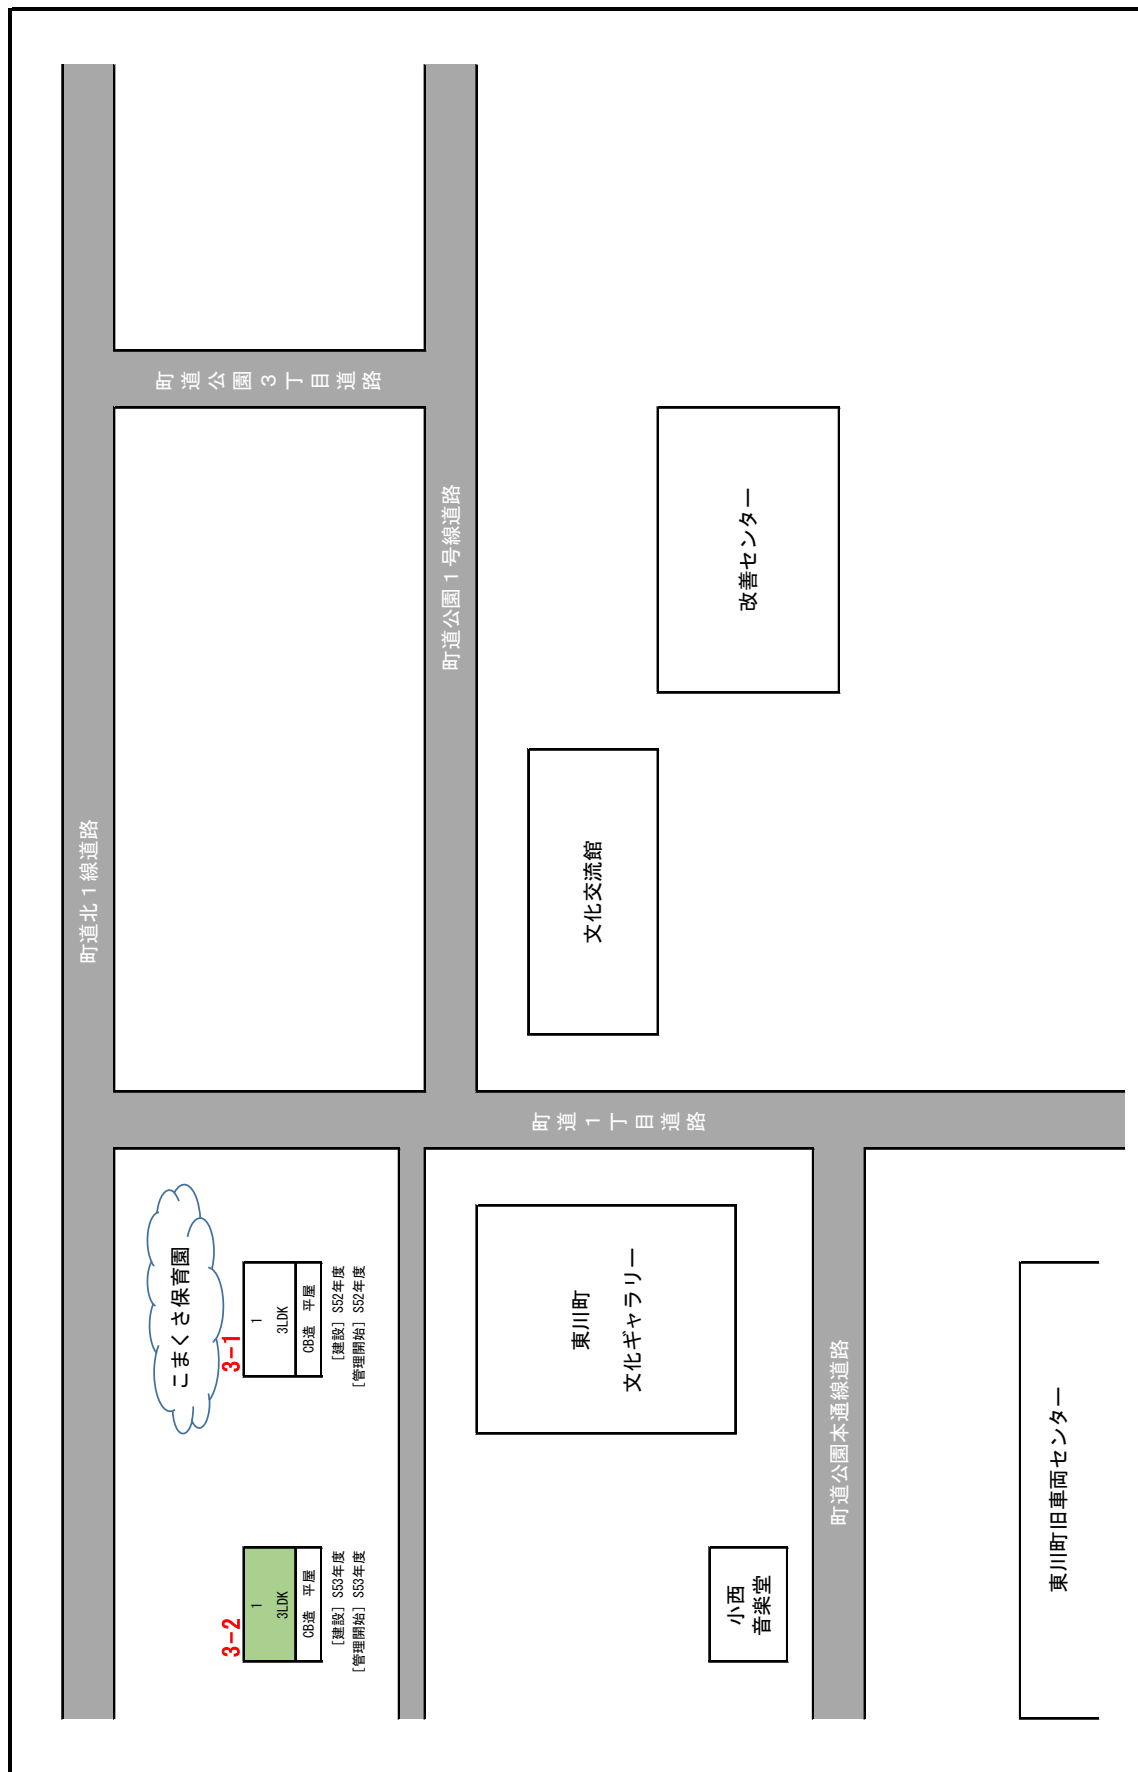 町道北1線道路
町道公園3丁目道路
町道公園1号線道路
改善センター
文化交流館
町道1丁目道路
こまくさ保育園
3-1
1
3LDK
CB造 平屋
[建設] S52年度
[管理開始] S52年度
東川町
文化ギャラリー
町道公園本通線道路
3-2
1
3LDK
CB造 平屋
[建設] S53年度
[管理開始] S53年度
小西
音楽堂
東川町旧車両センター